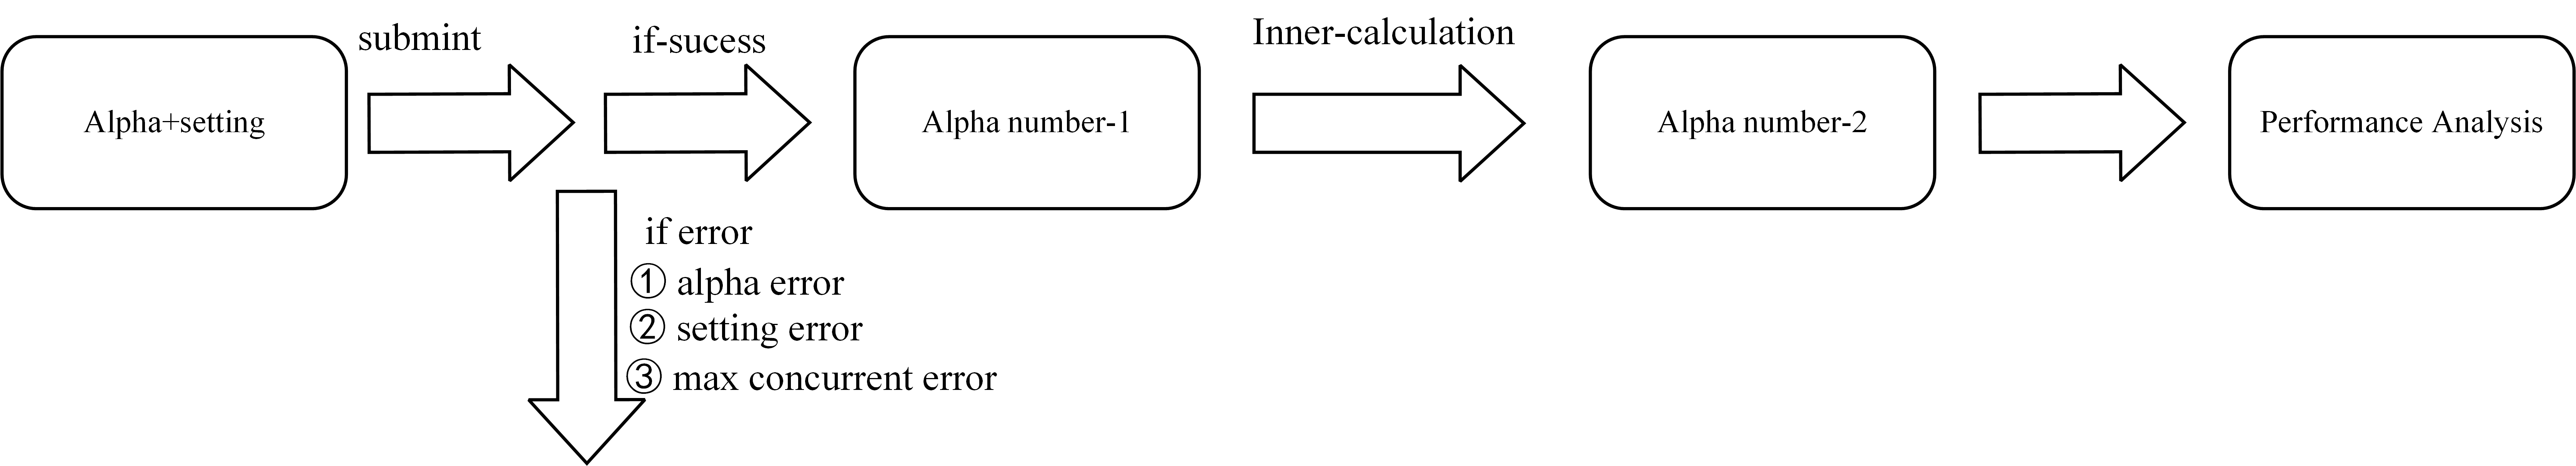 submint
if-sucess
Inner-calculation
Alpha+setting
Alpha number-1
Alpha number-2
Performance Analysis
if error
① alpha error
② setting error
③ max concurrent error